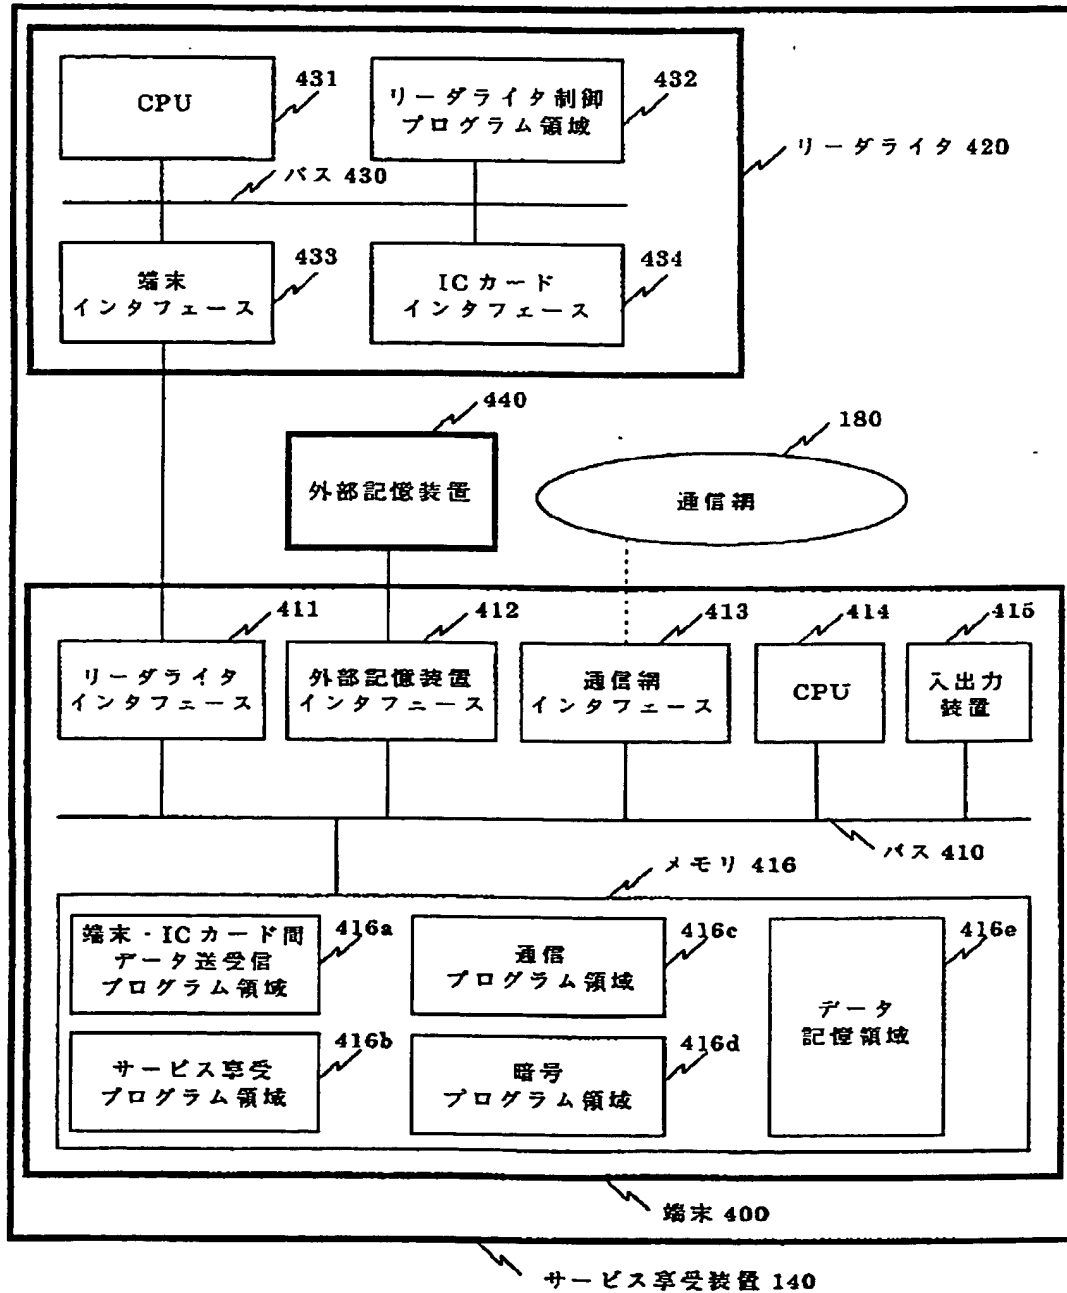 CPU
431
リーダライタ制御
プログラム領域
432
リーダライタ 420
バス 430
端末
インタフェース
433
ICカード
インタフェース
434
440
外部記憶装置
180
通信網
411
リーダライタ
インタフェース
412
外部記憶装置
インタフェース
413
通信網
インタフェース
414
CPU
415
入出力
装置
バス 410
メモリ 416
端末・ICカード間
データ送受信
プログラム領域
416a
通信
プログラム領域
416c
データ
記憶領域
416e
サービス享受
プログラム領域
416b
暗号
プログラム領域
416d
端末 400
サービス享受装置 140